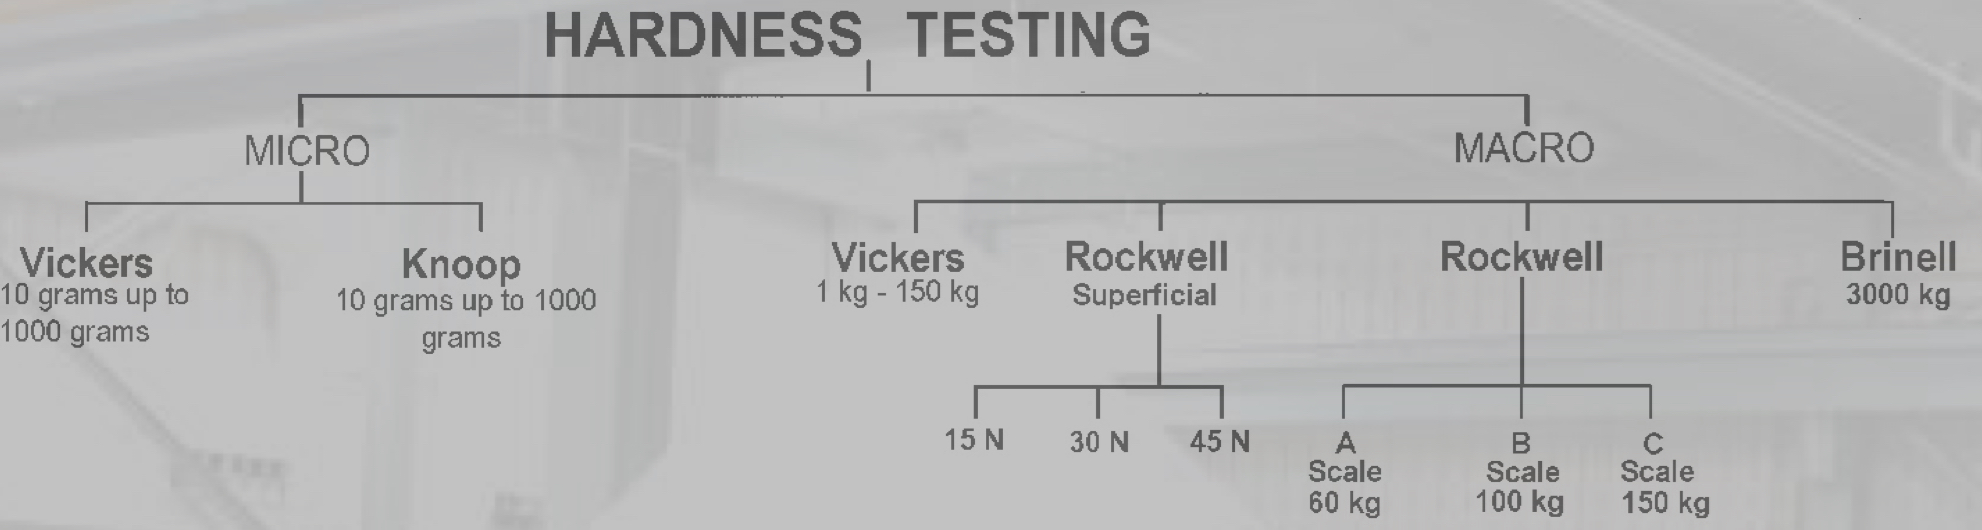 HARDNESS TESTING
MICRO
MACRO
Vickers
10 grams up to
1000 grams
Knoop
10 grams up to 1000
grams
Vickers
1 kg - 150 kg
Rockwell
Superficial
Rockwell
Brinell
3000 kg
15 N
30 N
45 N
A
Scale
60 kg
B
Scale
100 kg
C
Scale
150 kg